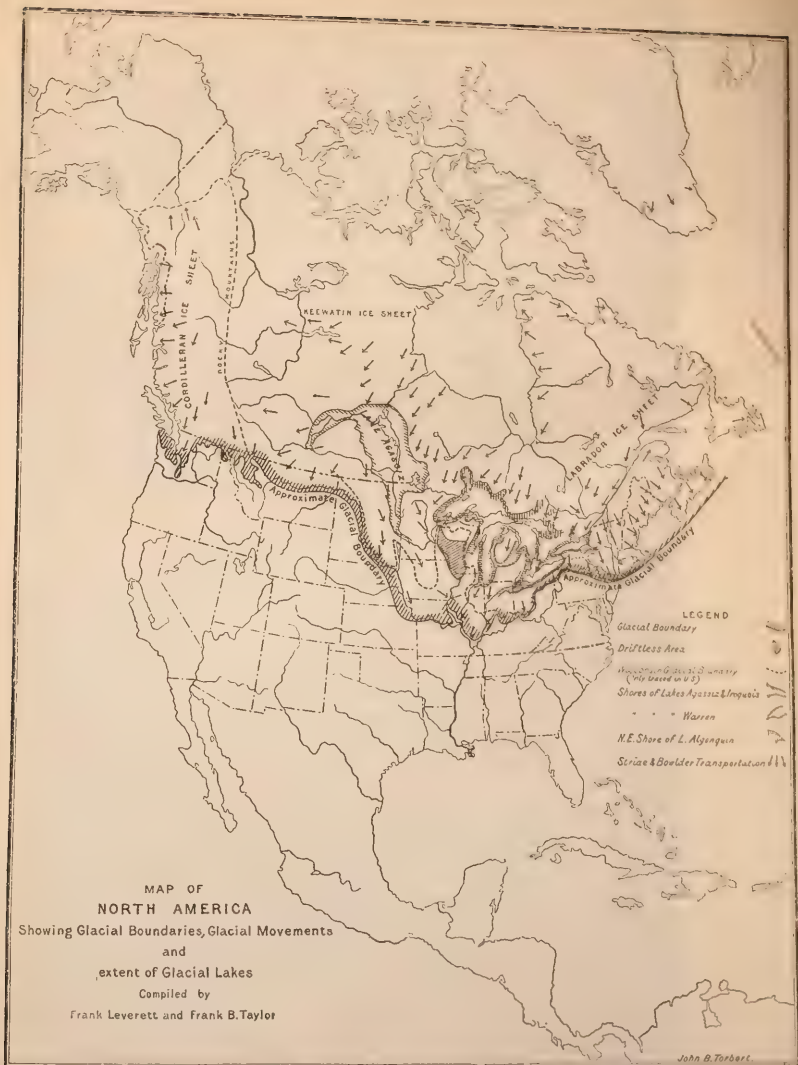 CORDILLERAN ICE SHEET
ROCKY MOUNTAINS
KEEWATIN ICE SHEET
LABRADOR ICE SHEET
Approximate Glacial Boundary
Approximate Glacial Boundary
LEGEND
Glacial Boundary
Driftless Area
Glacial
Shores of Lakes Agassiz & Iroquois
" " " Warren
N.E. Shore of L. Algonquin
Striae & Bowlder Transportation
MAP OF
NORTH AMERICA
Showing Glacial Boundaries, Glacial Movements
and
extent of Glacial Lakes
Compiled by
Frank Leverett and Frank B. Taylor
John B. Torbert.